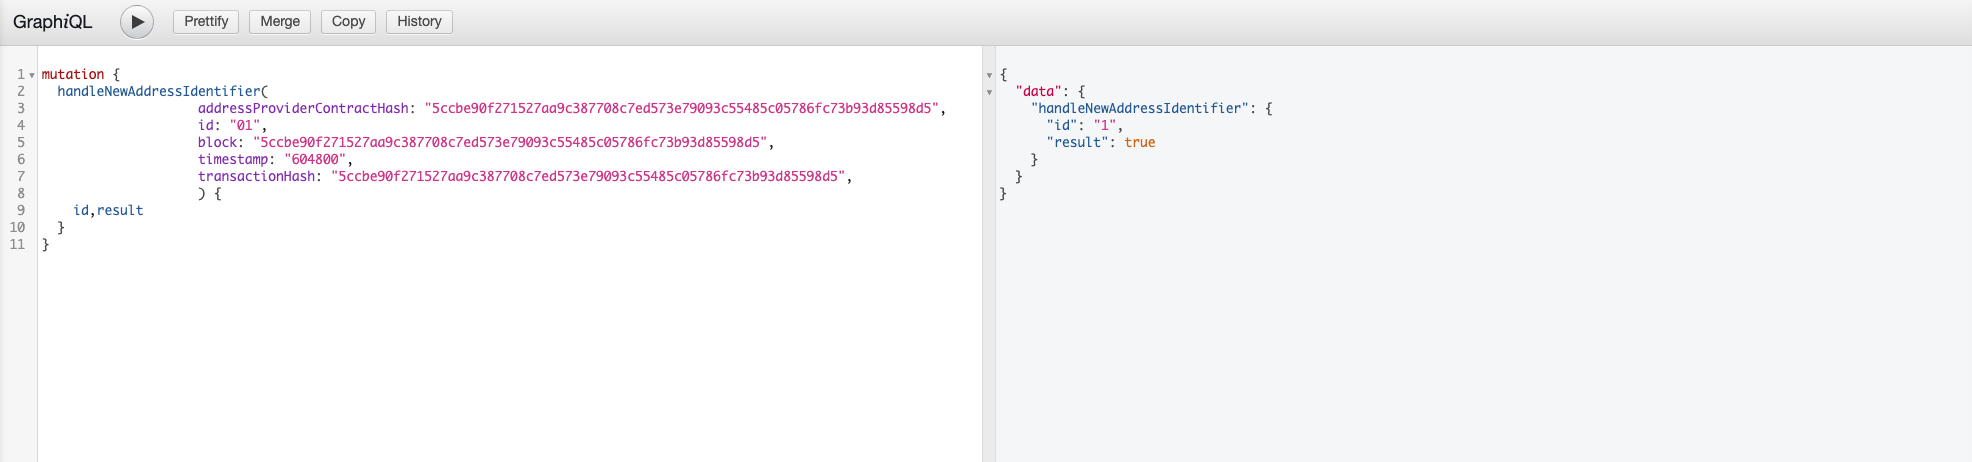 GraphiQL Prettify Merge Copy History
1 mutation {
2 handleNewAddressIdentifier(
3 addressProviderContractHash: "5ccbe90f271527aa9c387708c7ed573e79093c55485c05786fc73b93d85598d5",
4 id: "01",
5 block: "5ccbe90f271527aa9c387708c7ed573e79093c55485c05786fc73b93d85598d5",
6 timestamp: "604800",
7 transactionHash: "5ccbe90f271527aa9c387708c7ed573e79093c55485c05786fc73b93d85598d5",
8 ) {
9 id,result
10 }
11 }
{
"data": {
"handleNewAddressIdentifier": {
"id": "1",
"result": true
}
}
}